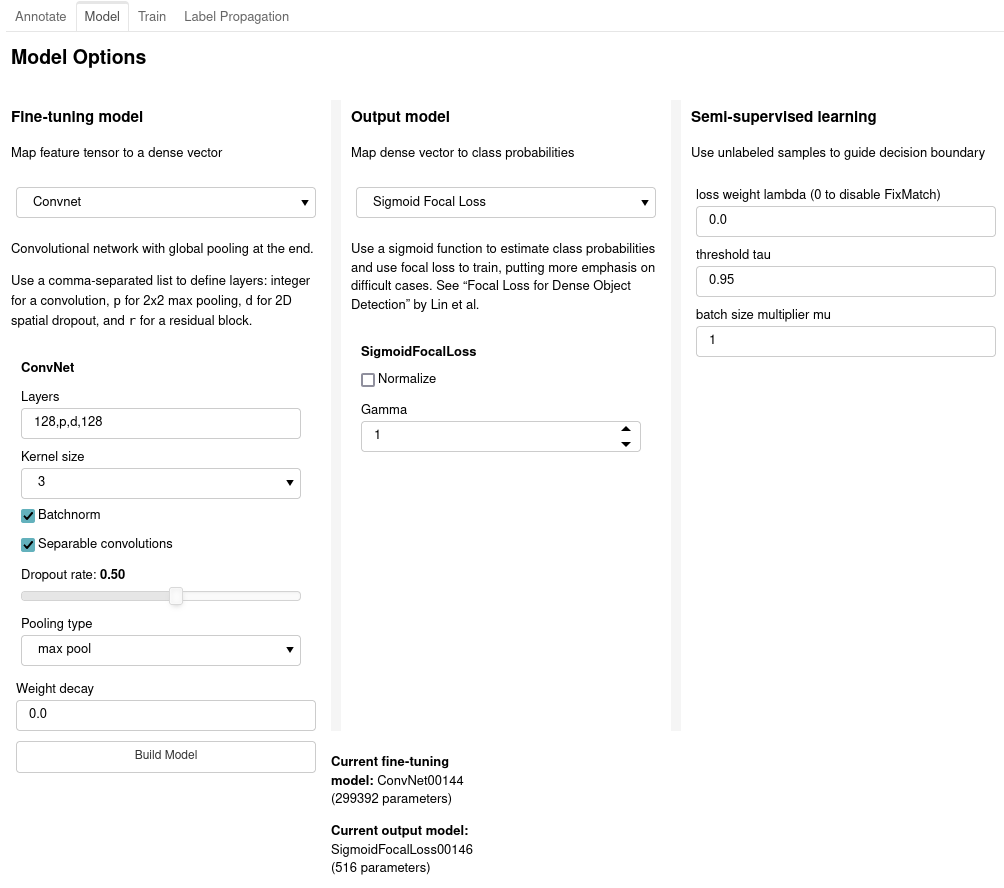 Annotate Model Train Label Propagation
Model Options
Fine-tuning model
Map feature tensor to a dense vector
Convnet
Convolutional network with global pooling at the end.
Use a comma-separated list to define layers: integer
for a convolution, p for 2x2 max pooling, d for 2D
spatial dropout, and r for a residual block.
ConvNet
Layers
128,p,d,128
Kernel size
3
Batchnorm
Separable convolutions
Dropout rate: 0.50
Pooling type
max pool
Weight decay
0.0
Build Model
Output model
Map dense vector to class probabilities
Sigmoid Focal Loss
Use a sigmoid function to estimate class probabilities
and use focal loss to train, putting more emphasis on
difficult cases. See “Focal Loss for Dense Object
Detection” by Lin et al.
SigmoidFocalLoss
Normalize
Gamma
1
Semi-supervised learning
Use unlabeled samples to guide decision boundary
loss weight lambda (0 to disable FixMatch)
0.0
threshold tau
0.95
batch size multiplier mu
1
Current fine-tuning
model: ConvNet00144
(299392 parameters)
Current output model:
SigmoidFocalLoss00146
(516 parameters)